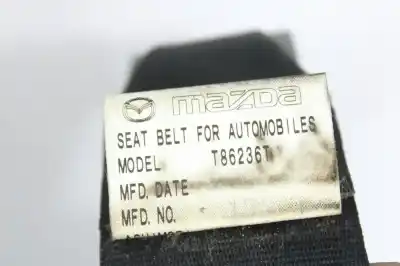 mazda
SEAT BELT FOR AUTOMOBILES
MODEL T86236T
MFD. DATE
MFD. NO.